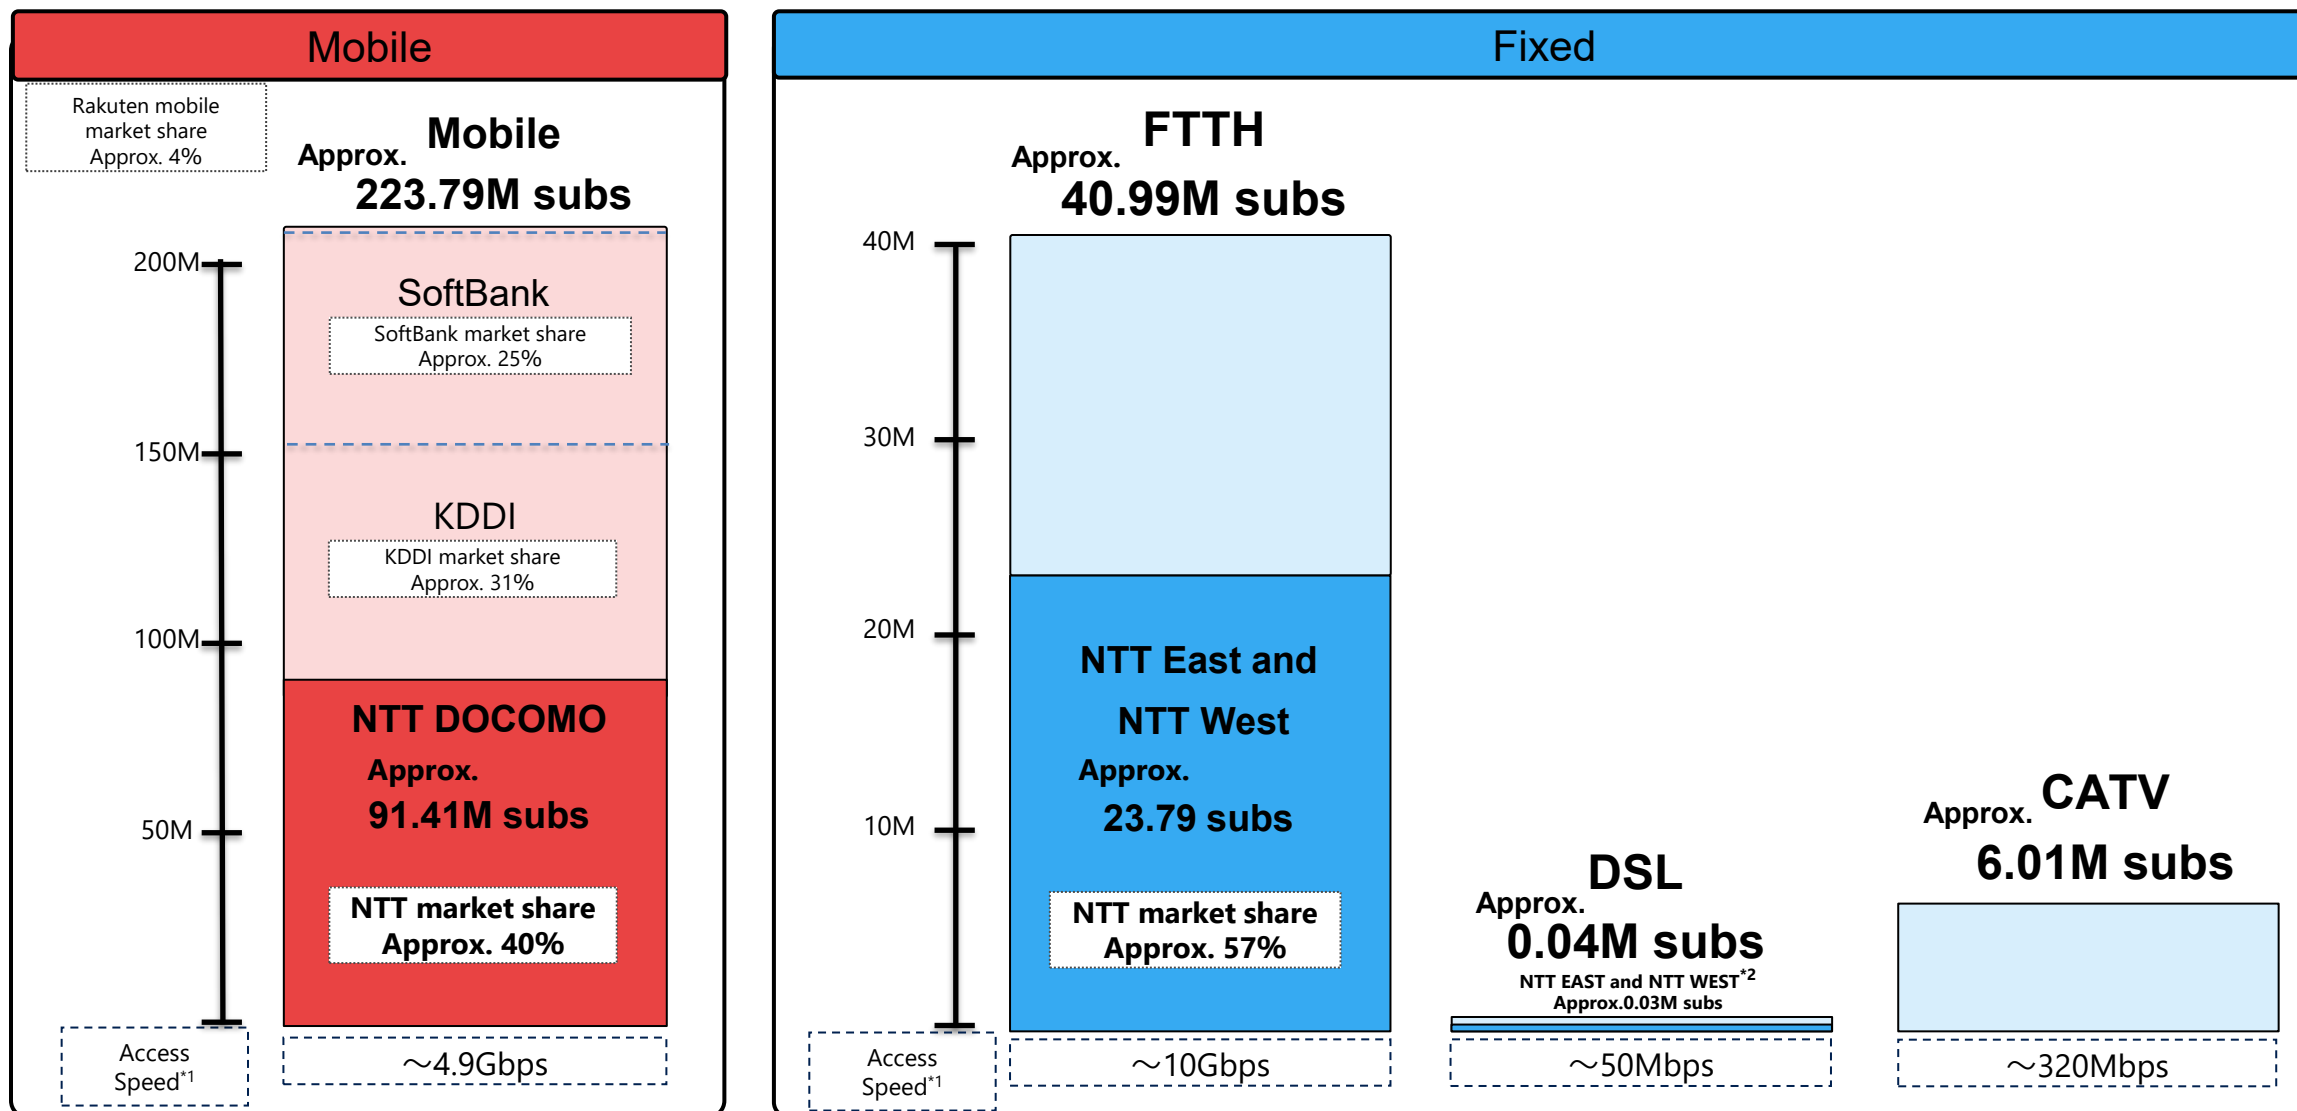 Mobile
Rakuten mobile
market share
Approx. 4%
Mobile
Approx.
223.79M subs
200M
150M
100M
50M
SoftBank
SoftBank market share
Approx. 25%
KDDI
KDDI market share
Approx. 31%
NTT DOCOMO
Approx.
91.41M subs
NTT market share
Approx. 40%
Access
Speed*1
～4.9Gbps
Fixed
FTTH
Approx.
40.99M subs
40M
30M
20M
10M
NTT East and
NTT West
Approx.
23.79 subs
NTT market share
Approx. 57%
Access
Speed*1
～10Gbps
DSL
Approx.
0.04M subs
NTT EAST and NTT WEST*2
Approx.0.03M subs
～50Mbps
CATV
Approx.
6.01M subs
～320Mbps